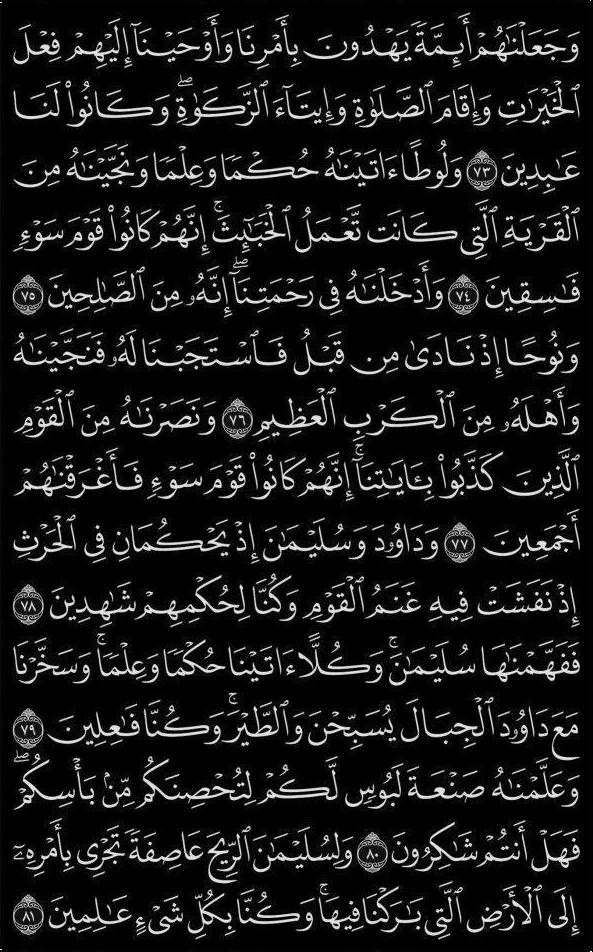 وَجَعَلۡنَٰهُمۡ أَئِمَّةٗ يَهۡدُونَ بِأَمۡرِنَا وَأَوۡحَيۡنَآ إِلَيۡهِمۡ فِعۡلَ
ٱلۡخَيۡرَٰتِ وَإِقَامَ ٱلصَّلَوٰةِ وَإِيتَآءَ ٱلزَّكَوٰةِۖ وَكَانُواْ لَنَا
عَٰبِدِينَ ٧٣ وَلُوطًا ءَاتَيۡنَٰهُ حُكۡمٗا وَعِلۡمٗا وَنَجَّيۡنَٰهُ مِنَ
ٱلۡقَرۡيَةِ ٱلَّتِي كَانَت تَّعۡمَلُ ٱلۡخَبَٰٓئِثَۚ إِنَّهُمۡ كَانُواْ قَوۡمَ سَوۡءٖ
فَٰسِقِينَ ٧٤ وَأَدۡخَلۡنَٰهُ فِي رَحۡمَتِنَآۖ إِنَّهُۥ مِنَ ٱلصَّٰلِحِينَ ٧٥
وَنُوحًا إِذۡ نَادَىٰ مِن قَبۡلُ فَٱسۡتَجَبۡنَا لَهُۥ فَنَجَّيۡنَٰهُ
وَأَهۡلَهُۥ مِنَ ٱلۡكَرۡبِ ٱلۡعَظِيمِ ٧٦ وَنَصَرۡنَٰهُ مِنَ ٱلۡقَوۡمِ
ٱلَّذِينَ كَذَّبُواْ بِـَٔايَٰتِنَآۚ إِنَّهُمۡ كَانُواْ قَوۡمَ سَوۡءٖ فَأَغۡرَقۡنَٰهُمۡ
أَجۡمَعِينَ ٧٧ وَدَاوُۥدَ وَسُلَيۡمَٰنَ إِذۡ يَحۡكُمَانِ فِي ٱلۡحَرۡثِ
إِذۡ نَفَشَتۡ فِيهِ غَنَمُ ٱلۡقَوۡمِ وَكُنَّا لِحُكۡمِهِمۡ شَٰهِدِينَ ٧٨
فَفَهَّمۡنَٰهَا سُلَيۡمَٰنَۚ وَكُلًّا ءَاتَيۡنَا حُكۡمٗا وَعِلۡمٗاۚ وَسَخَّرۡنَا
مَعَ دَاوُۥدَ ٱلۡجِبَالَ يُسَبِّحۡنَ وَٱلطَّيۡرَۚ وَكُنَّا فَٰعِلِينَ ٧٩
وَعَلَّمۡنَٰهُ صَنۡعَةَ لَبُوسٖ لَّكُمۡ لِتُحۡصِنَكُم مِّنۢ بَأۡسِكُمۡۖ
فَهَلۡ أَنتُمۡ شَٰكِرُونَ ٨٠ وَلِسُلَيۡمَٰنَ ٱلرِّيحَ عَاصِفَةٗ تَجۡرِي بِأَمۡرِهِۦٓ
إِلَى ٱلۡأَرۡضِ ٱلَّتِي بَٰرَكۡنَا فِيهَاۚ وَكُنَّا بِكُلِّ شَيۡءٍ عَٰلِمِينَ ٨١